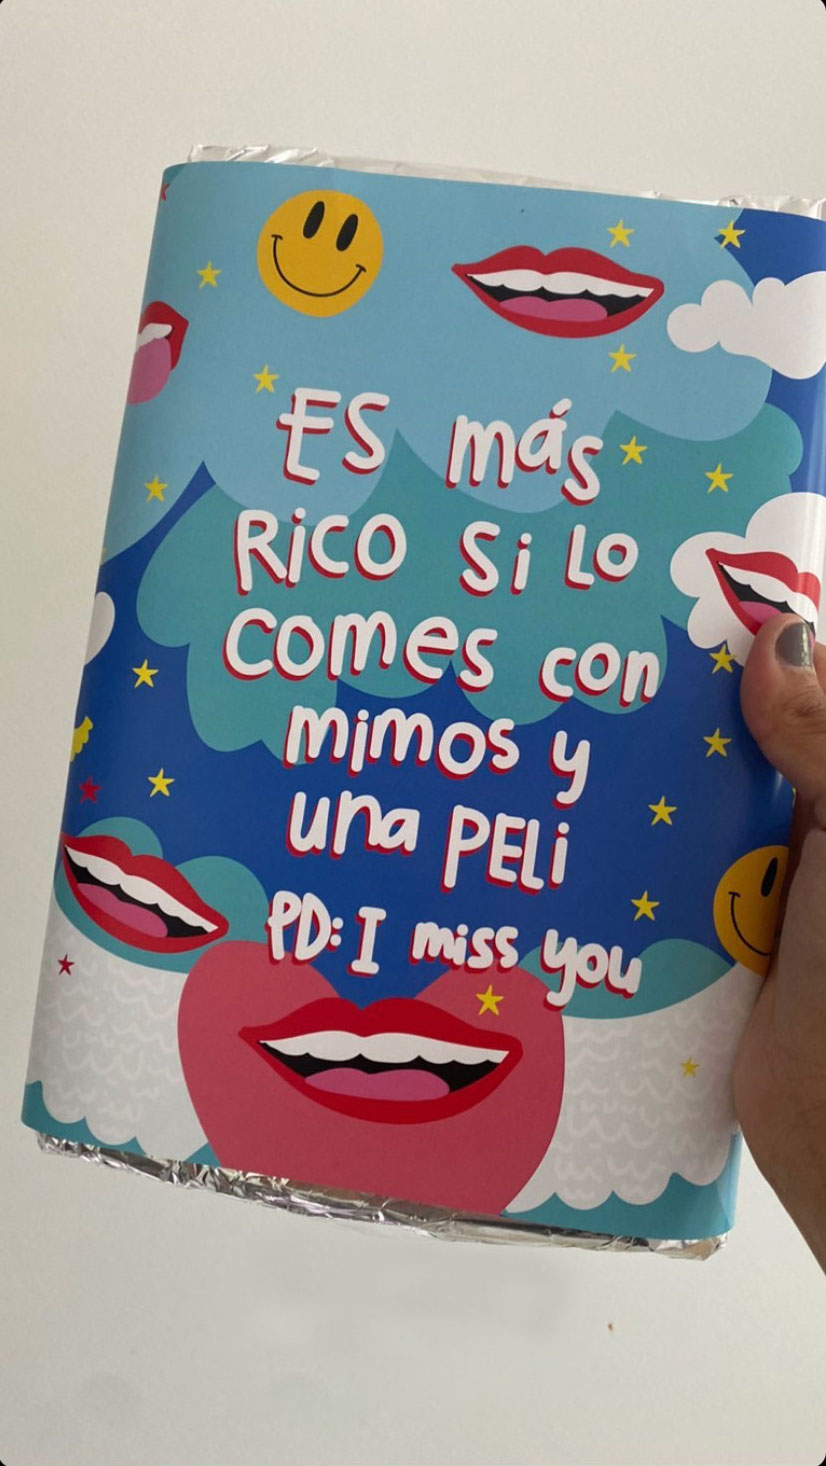 ES más
RICO Si Lo
comes con
mimos y
una PELi
PD: I miss you